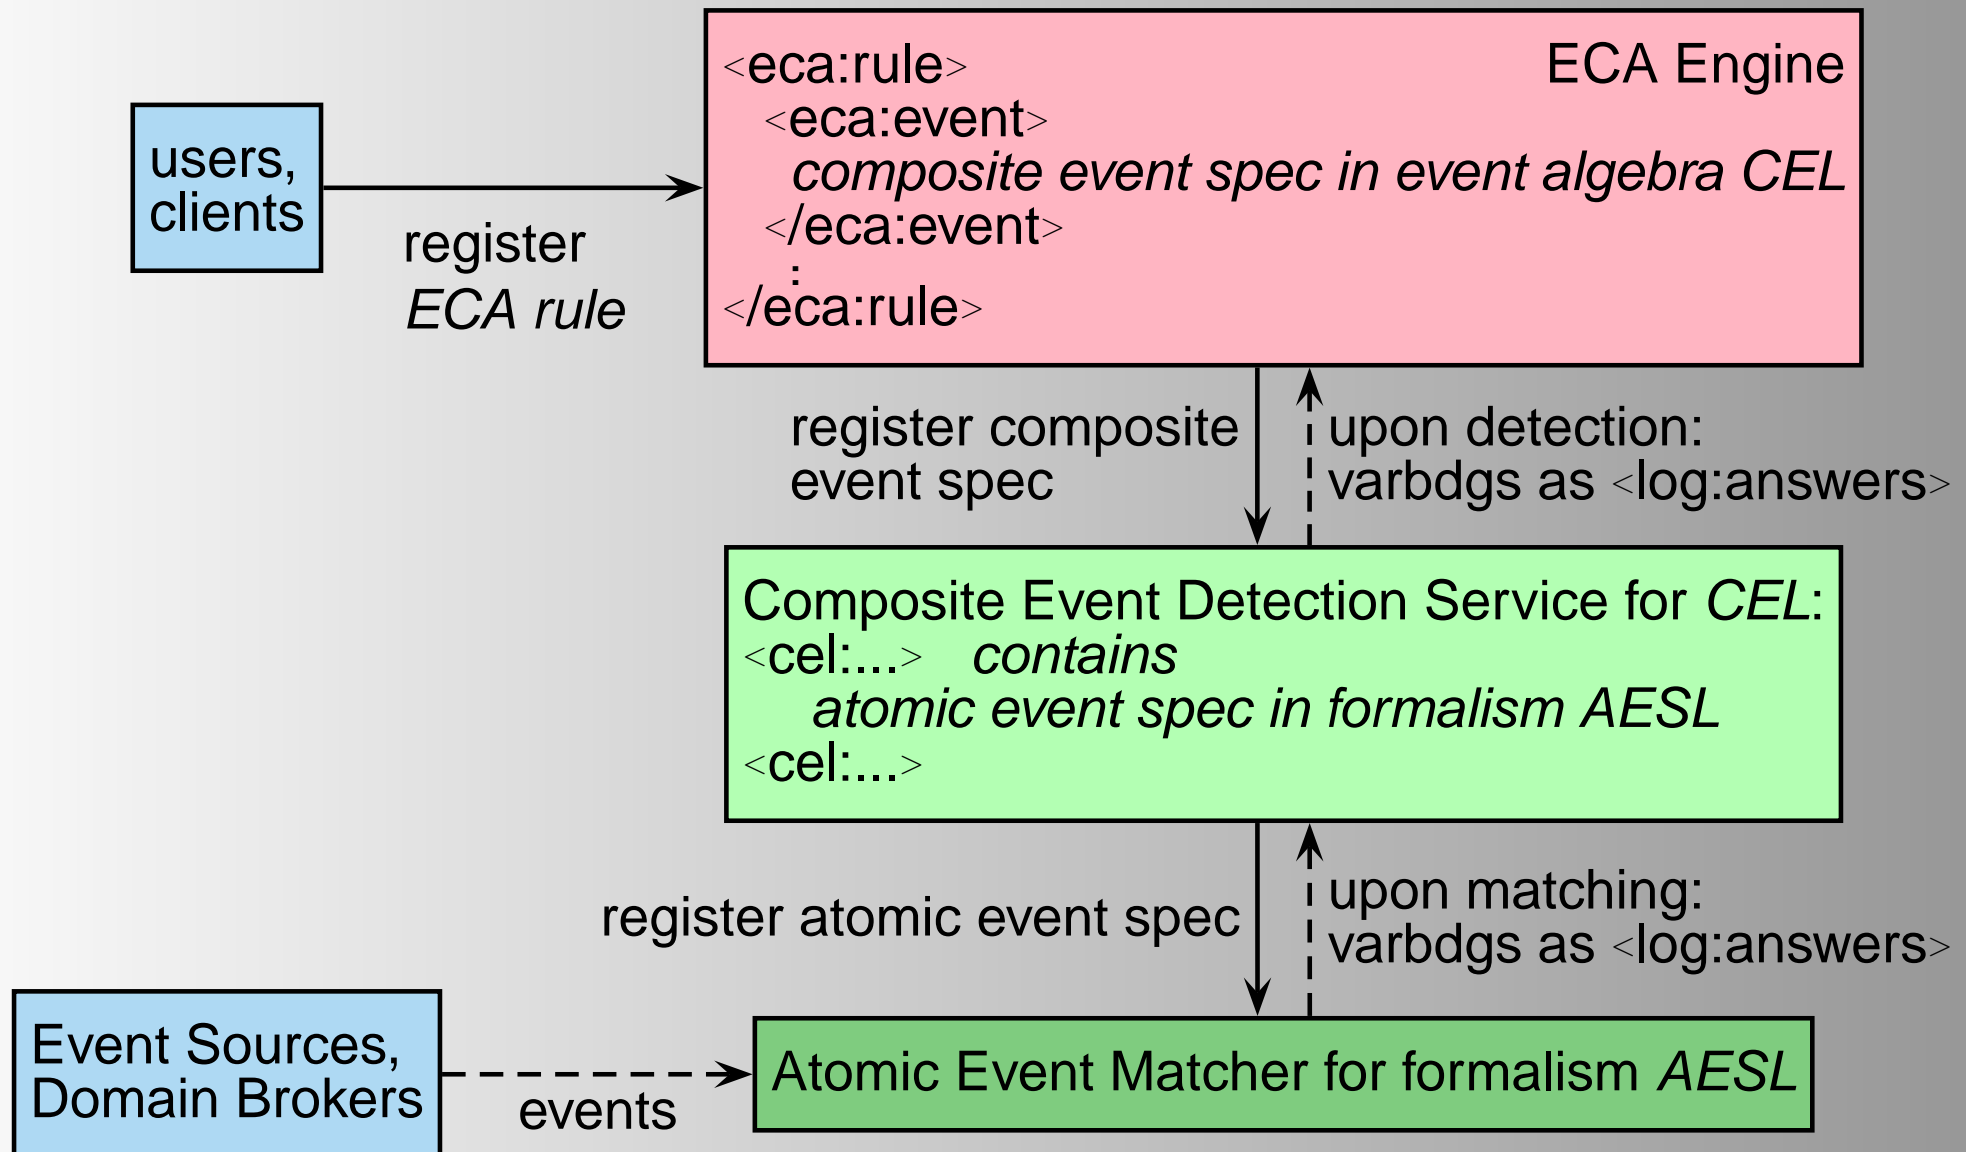 <eca:rule> ECA Engine
<eca:event>
composite event spec in event algebra CEL
</eca:event>
:
</eca:rule>
users,
clients
register
ECA rule
register composite
event spec
upon detection:
varbdgs as <log:answers>
Composite Event Detection Service for CEL:
<cel:...> contains
atomic event spec in formalism AESL
<cel:...>
register atomic event spec
upon matching:
varbdgs as <log:answers>
Event Sources,
Domain Brokers
events
Atomic Event Matcher for formalism AESL